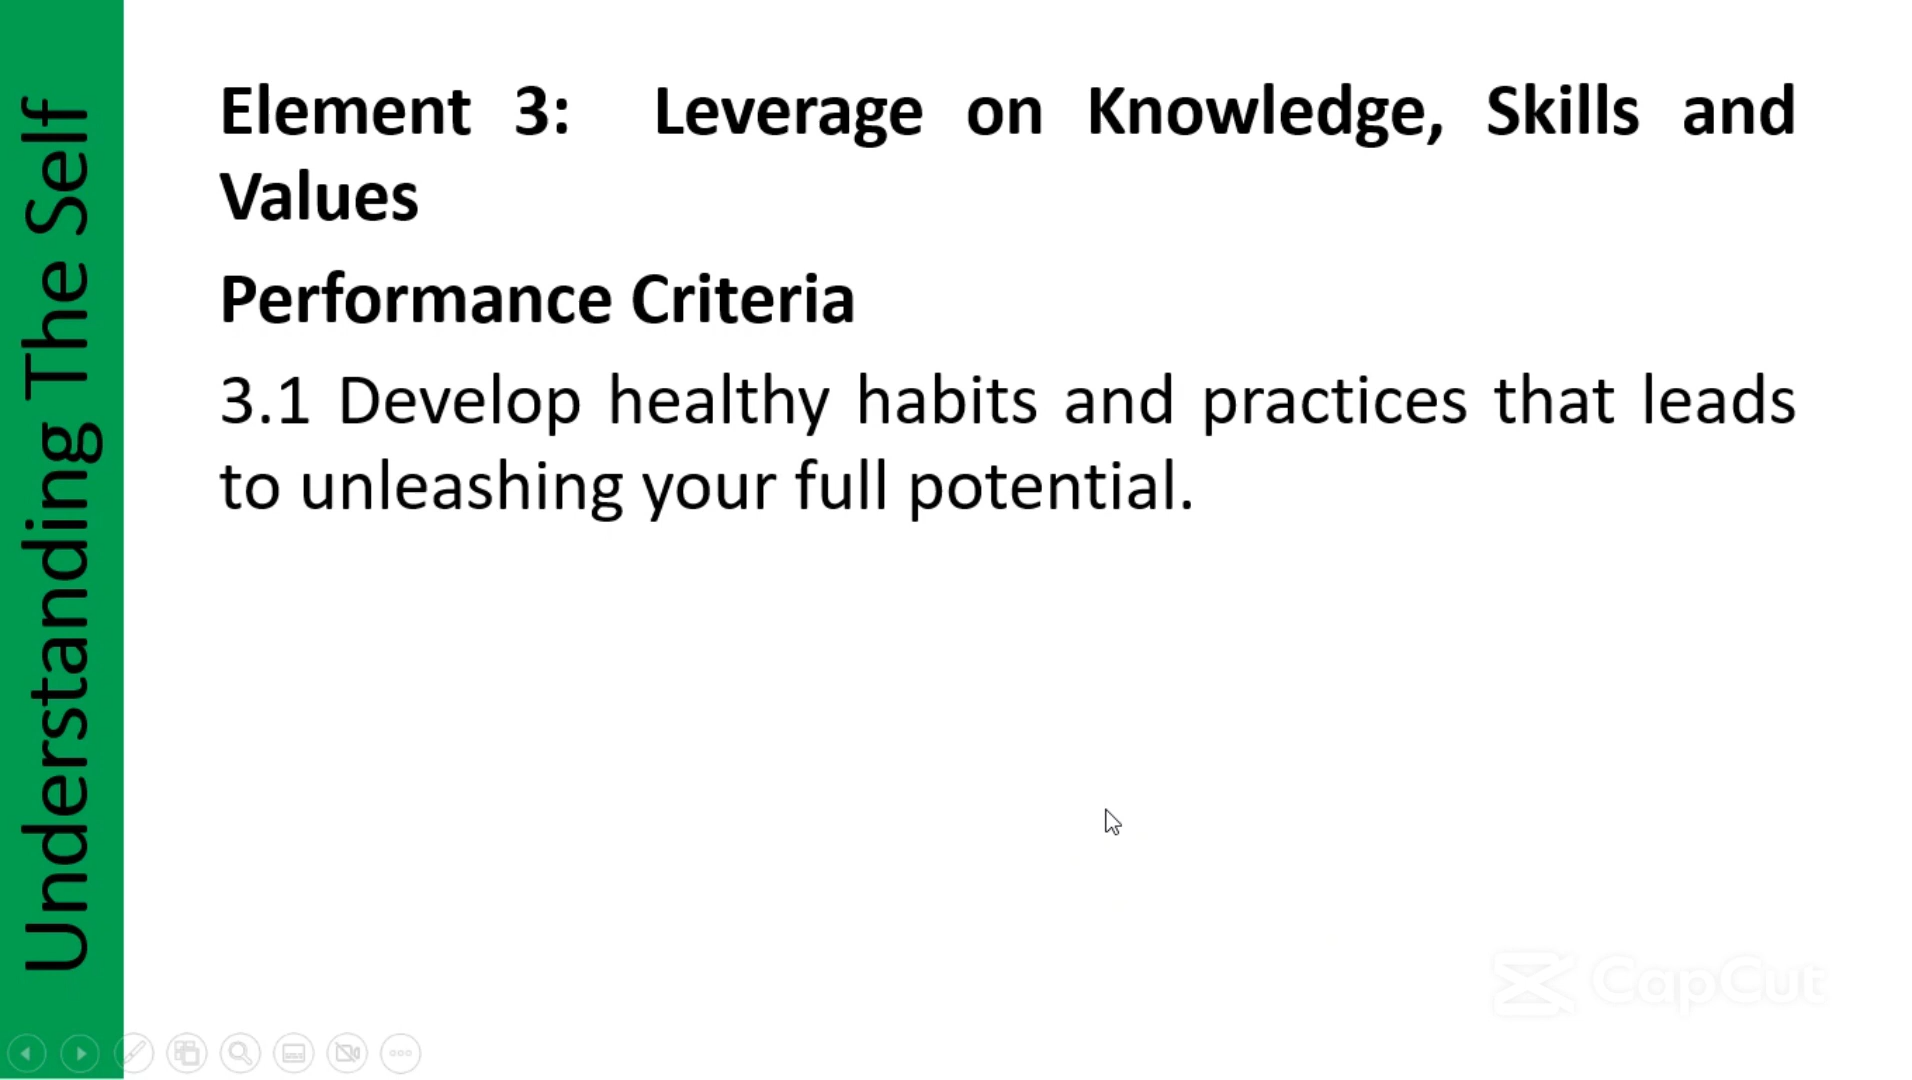 Understanding The Self
Element 3: Leverage on Knowledge, Skills and
Values
Performance Criteria
3.1 Develop healthy habits and practices that leads
to unleashing your full potential.
CapCut